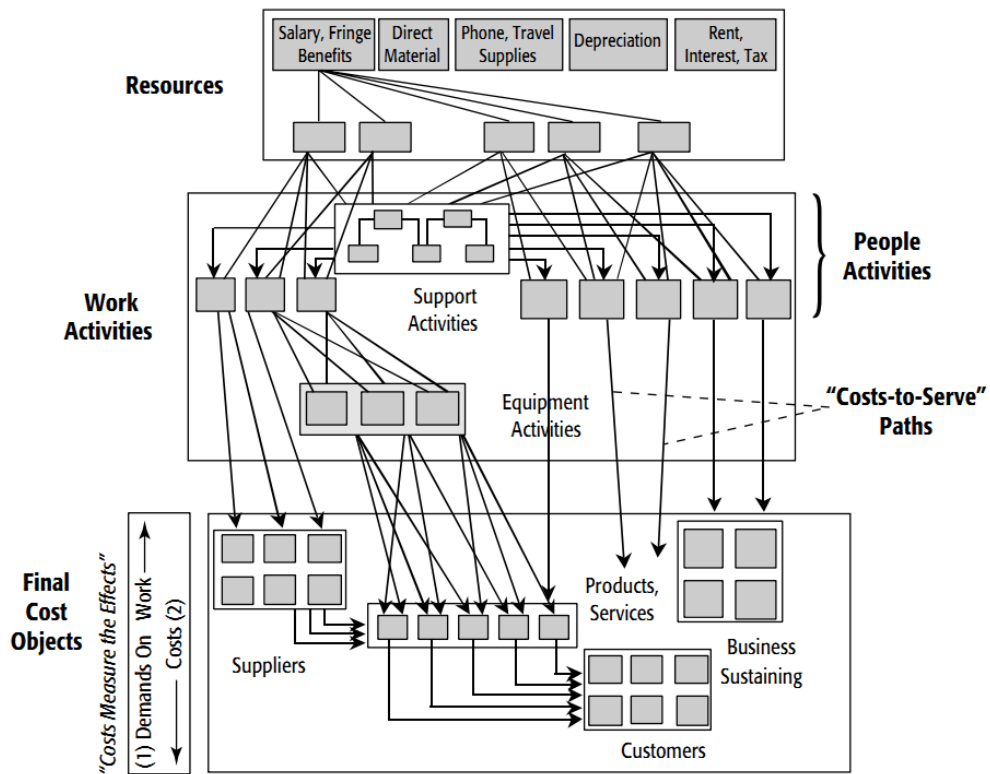 Salary, Fringe
Benefits
Direct
Material
Phone, Travel
Supplies
Depreciation
Rent,
Interest, Tax
Resources
People
Activities
Work
Activities
Support
Activities
Equipment
Activities
“Costs-to-Serve”
Paths
Final
Cost
Objects
“Costs Measure the Effects”
(1) Demands On Work
Costs (2)
Suppliers
Products,
Services
Business
Sustaining
Customers